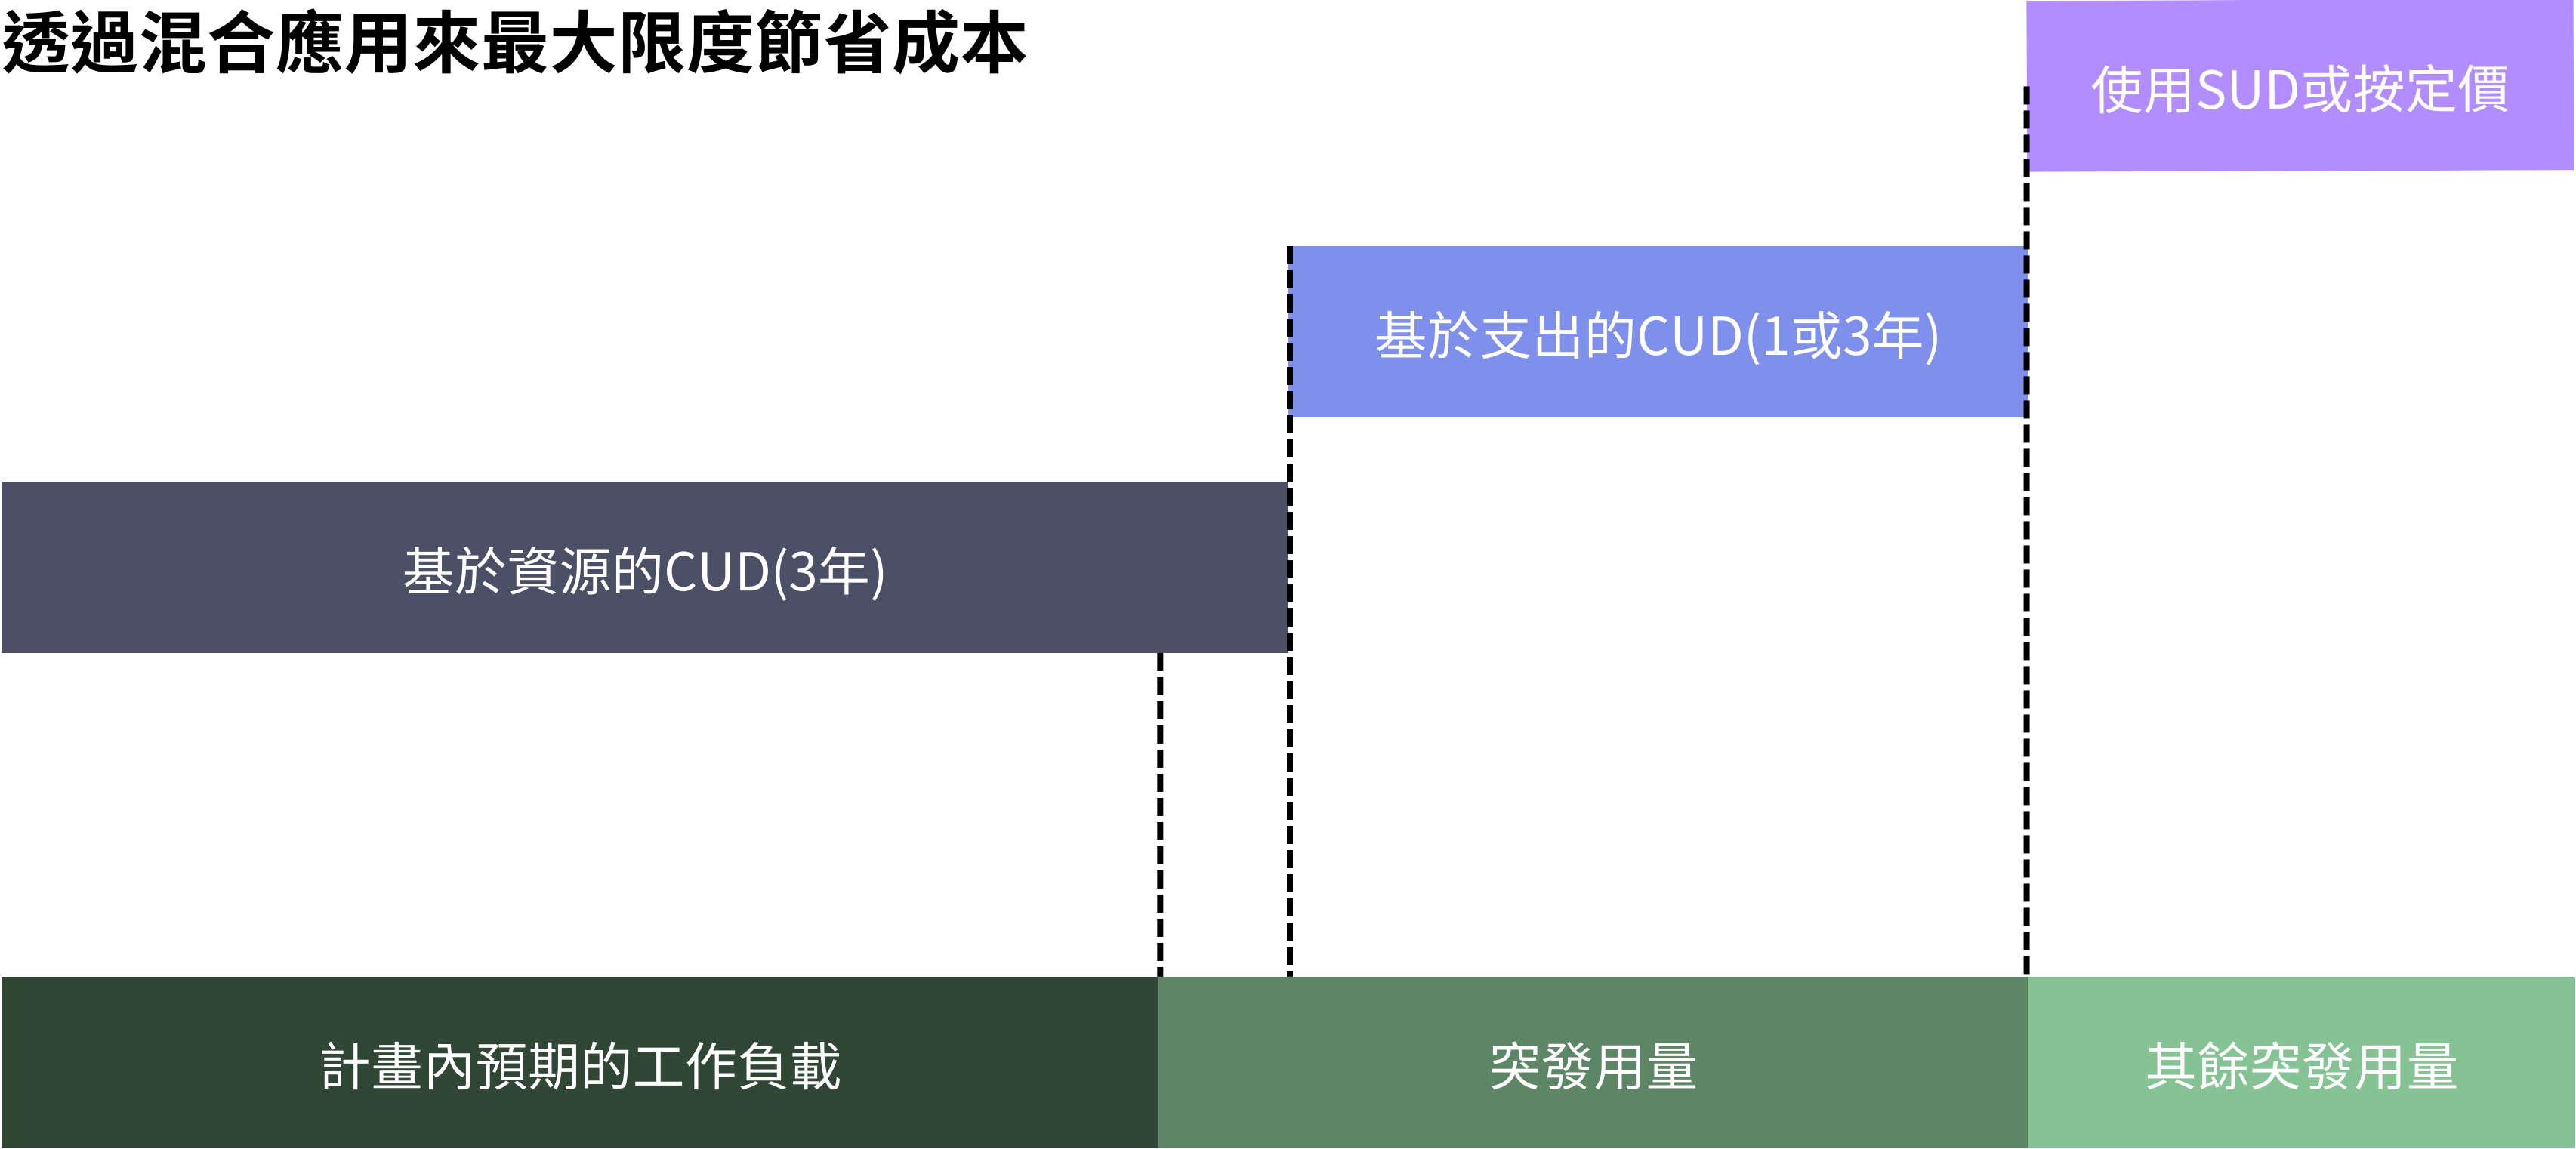 透過混合應用來最大限度節省成本
使用SUD或按定價
基於支出的CUD(1或3年)
基於資源的CUD(3年)
計畫內預期的工作負載
突發用量
其餘突發用量